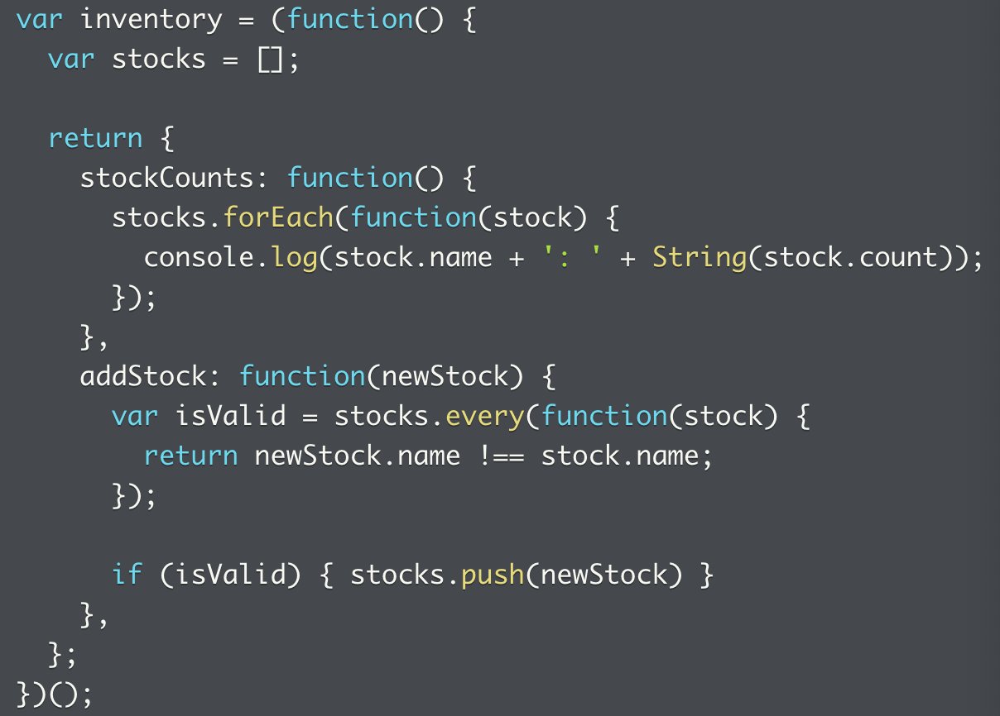 var inventory = (function() {
  var stocks = [];

  return {
    stockCounts: function() {
      stocks.forEach(function(stock) {
        console.log(stock.name + ': ' + String(stock.count));
      });
    },
    addStock: function(newStock) {
      var isValid = stocks.every(function(stock) {
        return newStock.name !== stock.name;
      });

      if (isValid) { stocks.push(newStock) }
    },
  };
})();